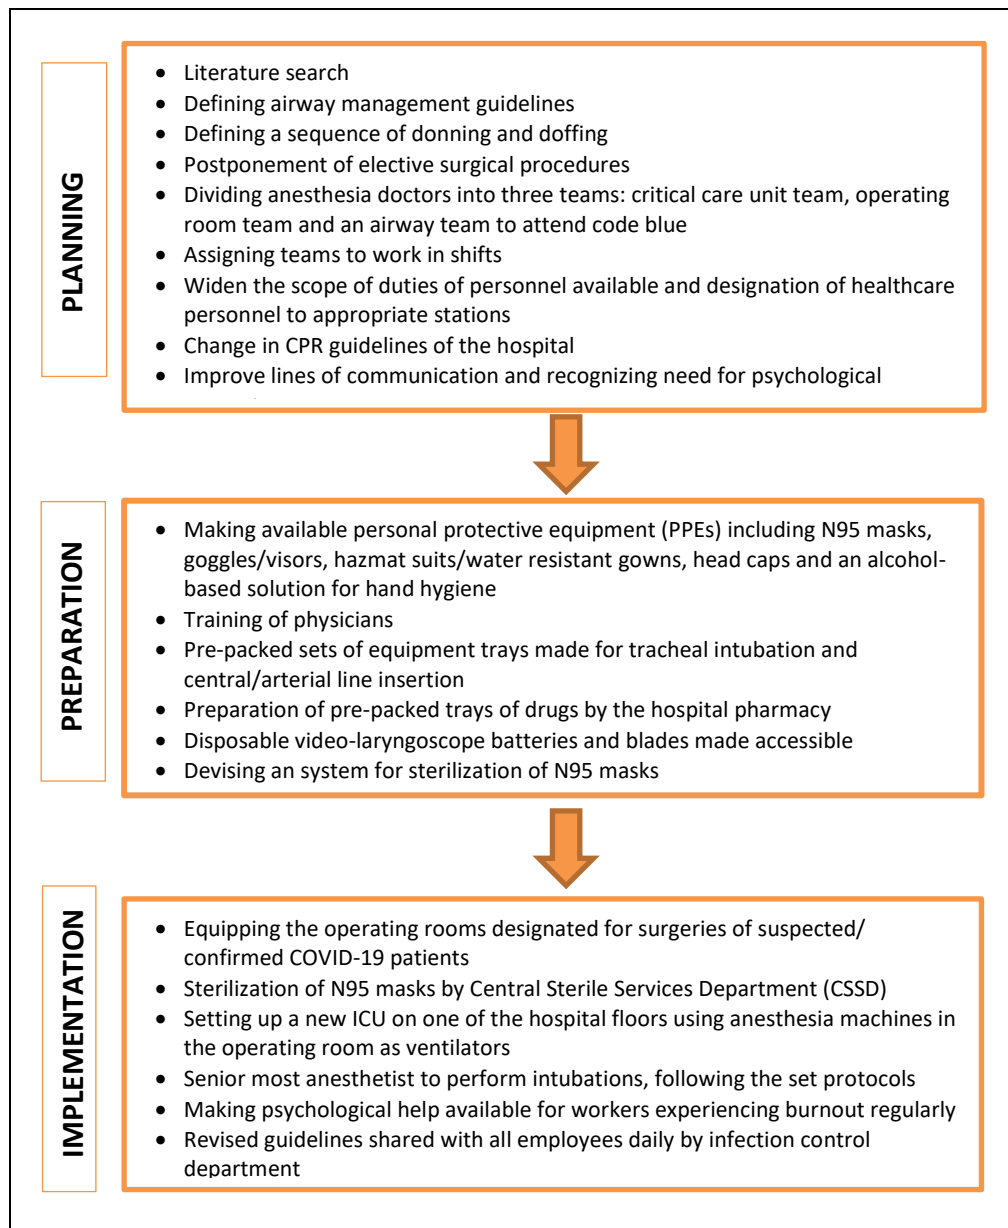 PLANNING
• Literature search
• Defining airway management guidelines
• Defining a sequence of donning and doffing
• Postponement of elective surgical procedures
• Dividing anesthesia doctors into three teams: critical care unit team, operating
room team and an airway team to attend code blue
• Assigning teams to work in shifts
• Widen the scope of duties of personnel available and designation of healthcare
personnel to appropriate stations
• Change in CPR guidelines of the hospital
• Improve lines of communication and recognizing need for psychological
PREPARATION
• Making available personal protective equipment (PPEs) including N95 masks,
goggles/visors, hazmat suits/water resistant gowns, head caps and an alcohol-
based solution for hand hygiene
• Training of physicians
• Pre-packed sets of equipment trays made for tracheal intubation and
central/arterial line insertion
• Preparation of pre-packed trays of drugs by the hospital pharmacy
• Disposable video-laryngoscope batteries and blades made accessible
• Devising an system for sterilization of N95 masks
IMPLEMENTATION
• Equipping the operating rooms designated for surgeries of suspected/
confirmed COVID-19 patients
• Sterilization of N95 masks by Central Sterile Services Department (CSSD)
• Setting up a new ICU on one of the hospital floors using anesthesia machines in
the operating room as ventilators
• Senior most anesthetist to perform intubations, following the set protocols
• Making psychological help available for workers experiencing burnout regularly
• Revised guidelines shared with all employees daily by infection control
department